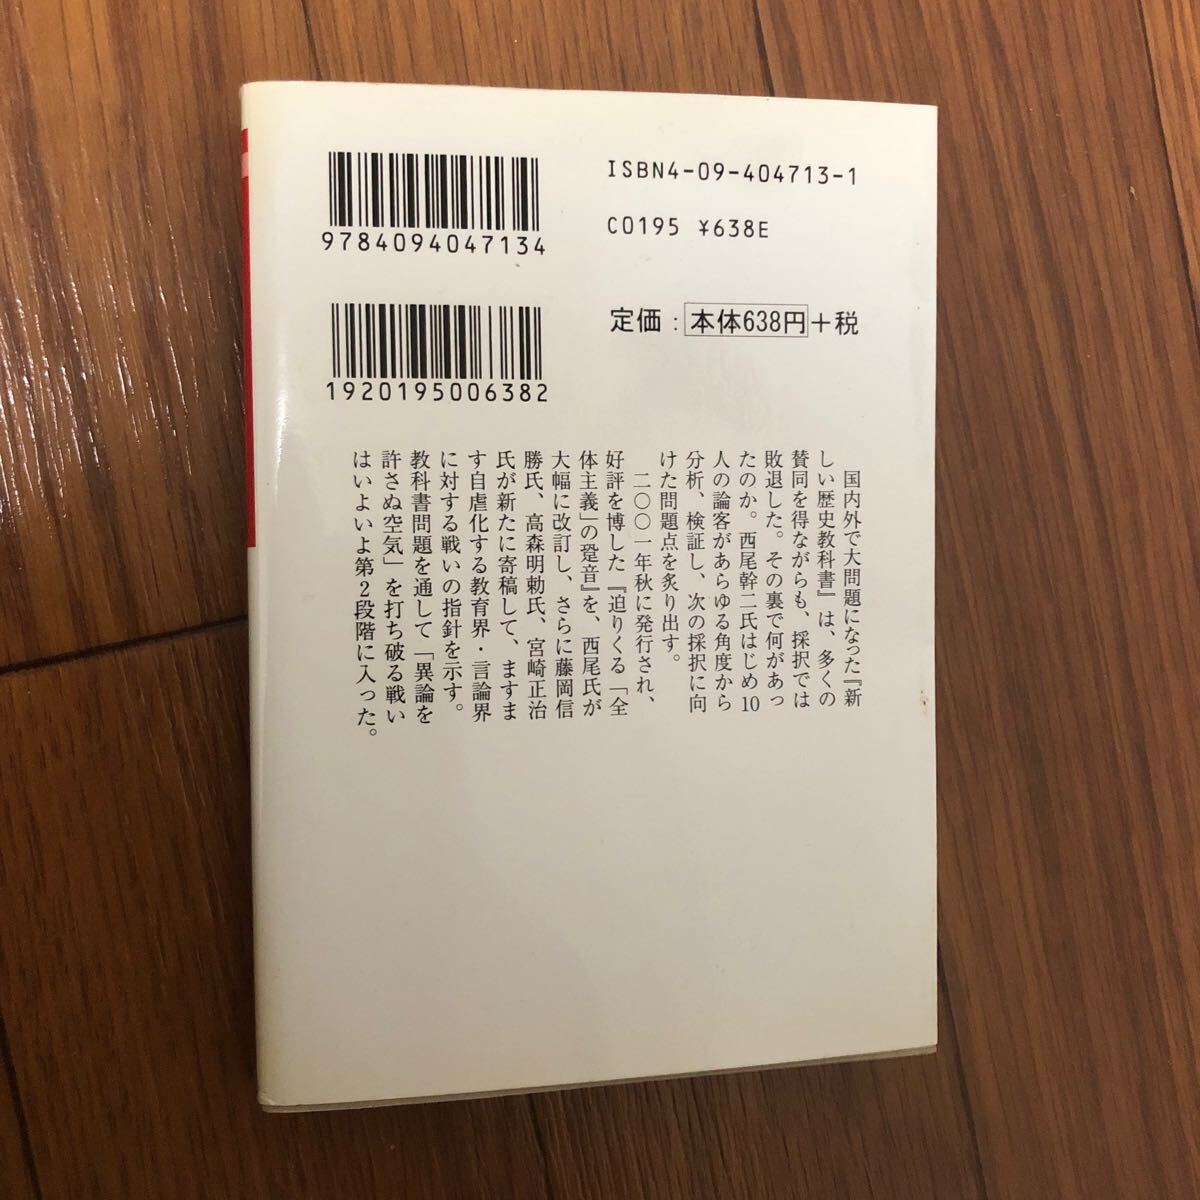 9784094047134
ISBN4-09-404713-1
C0195 ¥638E
1920195006382
定価：本体638円+税
国内外で大問題になった『新
しい歴史教科書』は、多くの
賛同を得ながらも、採択では
敗退した。その裏で何があっ
たのか。西尾幹二氏はじめ10
人の論客があらゆる角度から
分析、検証し、次の採択に向
けた問題点を炙り出す。
二〇〇一年秋に発行され、
好評を博した『迫りくる「全
体主義」の跫音』を、西尾氏が
大幅に改訂し、さらに藤岡信
勝氏、高森明勅氏、宮崎正治
氏が新たに寄稿して、ますま
す自虐化する教育界・言論界
に対する戦いの指針を示す。
教科書問題を通して「異論を
許さぬ空気」を打ち破る戦い
はいよいよ第2段階に入った。